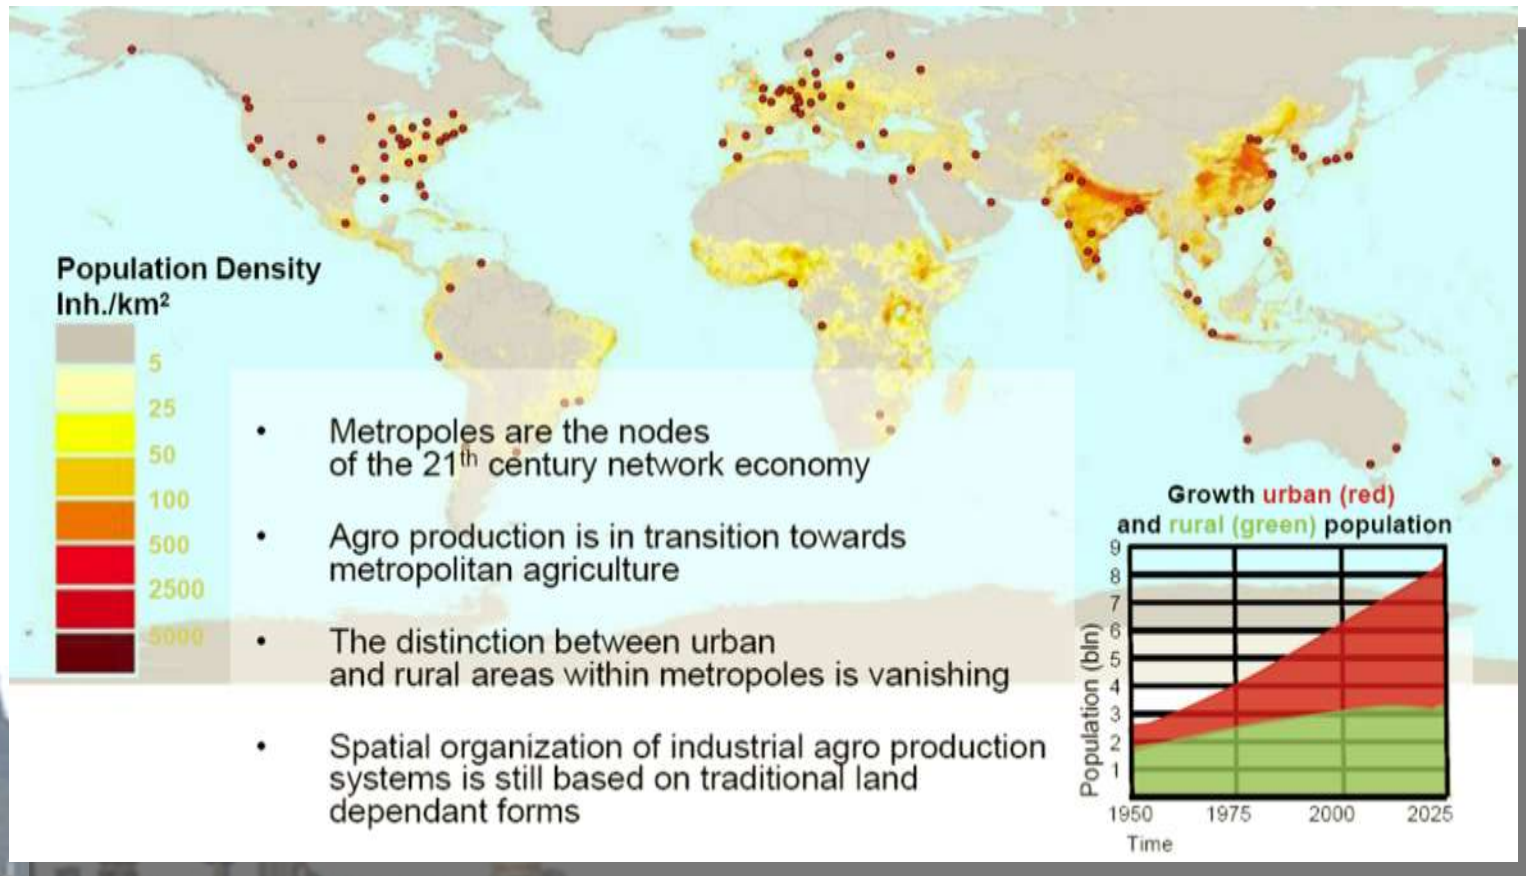 Population Density
Inh./km²
5
25
50
100
500
2500
5000
• Metropoles are the nodes
of the 21th century network economy
• Agro production is in transition towards
metropolitan agriculture
• The distinction between urban
and rural areas within metropoles is vanishing
• Spatial organization of industrial agro production
systems is still based on traditional land
dependant forms
Growth urban (red)
and rural (green) population
Population (bln)
9
8
7
6
5
4
3
2
1
1950 1975 2000 2025
Time